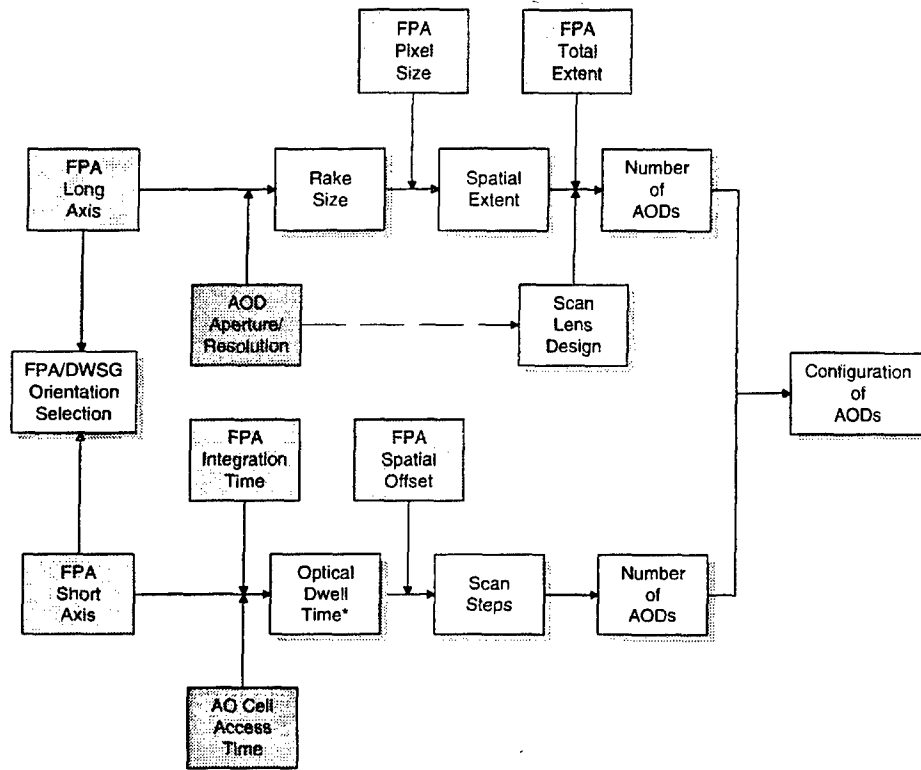 FPA
Pixel
Size
FPA
Total
Extent
FPA
Long
Axis
Rake
Size
Spatial
Extent
Number
of
AODs
AOD
Aperture/
Resolution
Scan
Lens
Design
FPA/DWSG
Orientation
Selection
Configuration
of
AODs
FPA
Integration
Time
FPA
Spatial
Offset
FPA
Short
Axis
Optical
Dwell
Time*
Scan
Steps
Number
of
AODs
AO Cell
Access
Time